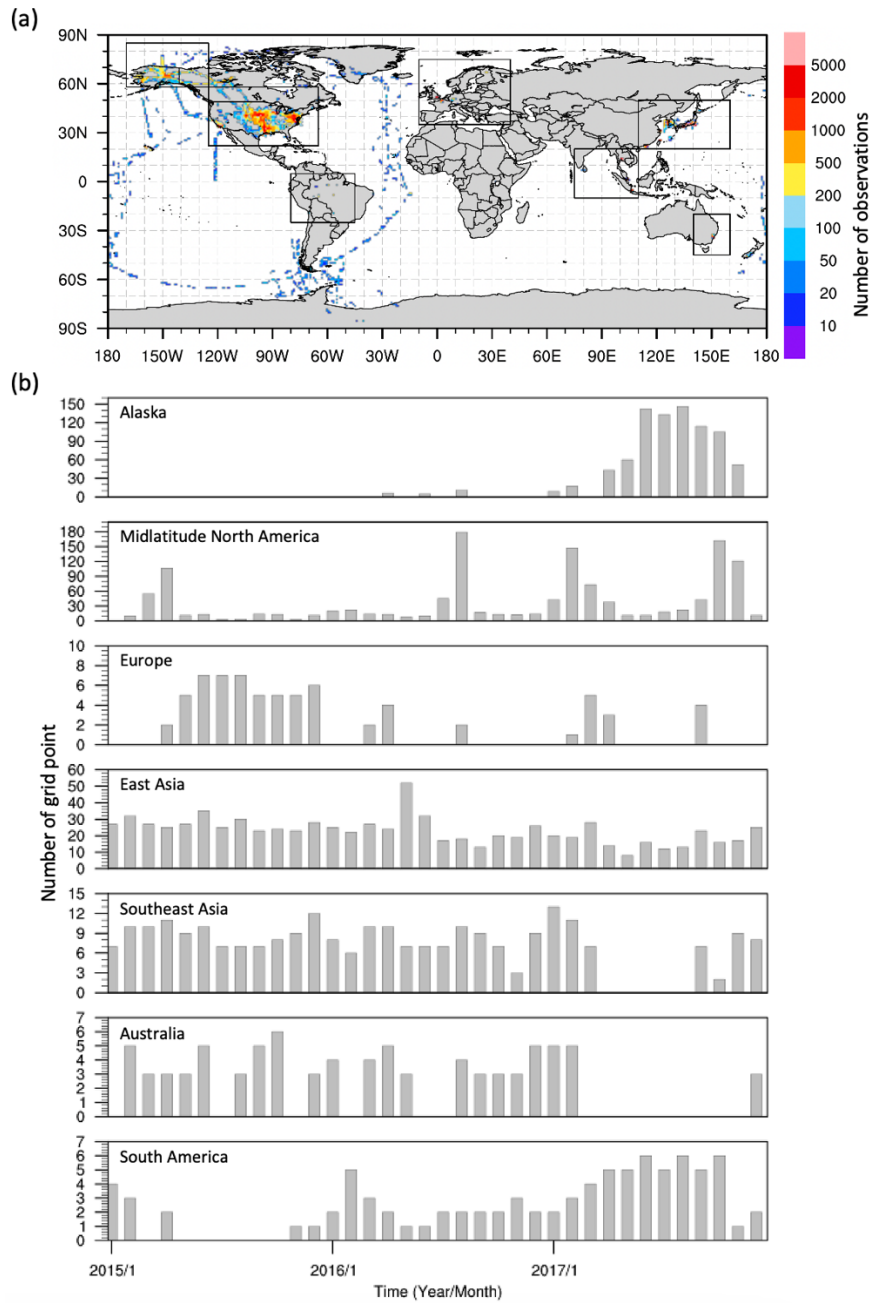 (a)
90N
60N
30N
0
30S
60S
90S
180 150W 120W 90W 60W 30W 0 30E 60E 90E 120E 150E 180
5000
2000
1000
500
200
100
50
20
10
Number of observations
(b)
Number of grid point
Alaska
150
120
90
60
30
0
Midlatitude North America
180
150
120
90
60
30
0
Europe
10
8
6
4
2
0
East Asia
60
50
40
30
20
10
0
Southeast Asia
15
12
9
6
3
0
Australia
7
6
5
4
3
2
1
0
South America
7
6
5
4
3
2
1
0
2015/1 2016/1 2017/1
Time (Year/Month)